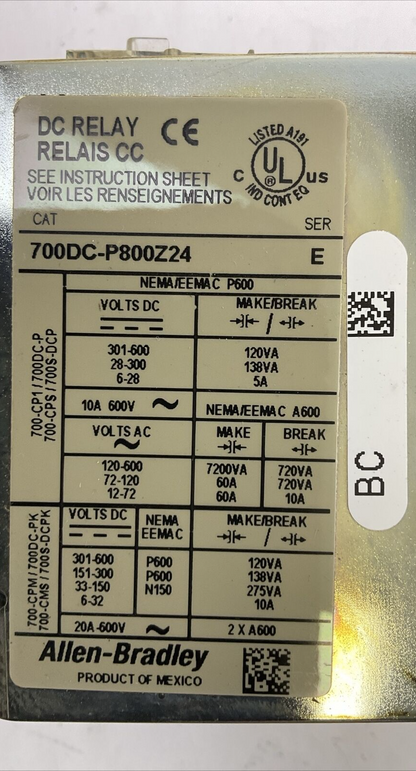 DC RELAY CE
RELAIS CC
LISTED A191
C UL US
®
IND CONT EQ
SEE INSTRUCTION SHEET
VOIR LES RENSEIGNEMENTS
CAT SER
700DC-P800Z24 E
NEMA/EEMAC P600
700-CP1 / 700DC-P
700-CPS / 700S-DCP
VOLTS DC MAKE/BREAK
301-600 120VA
28-300 138VA
6-28 5A
10A 600V ~ NEMA/EEMAC A600
VOLTS AC MAKE BREAK
120-600 7200VA 720VA
72-120 60A 720VA
12-72 60A 10A
700-CPM / 700DC-PK
700-CMS / 700S-DCPK
VOLTS DC NEMA EEMAC MAKE/BREAK
301-600 P600 120VA
151-300 P600 138VA
33-150 N150 275VA
6-32 10A
20A-600V ~ 2 X A600
Allen-Bradley
PRODUCT OF MEXICO
BC